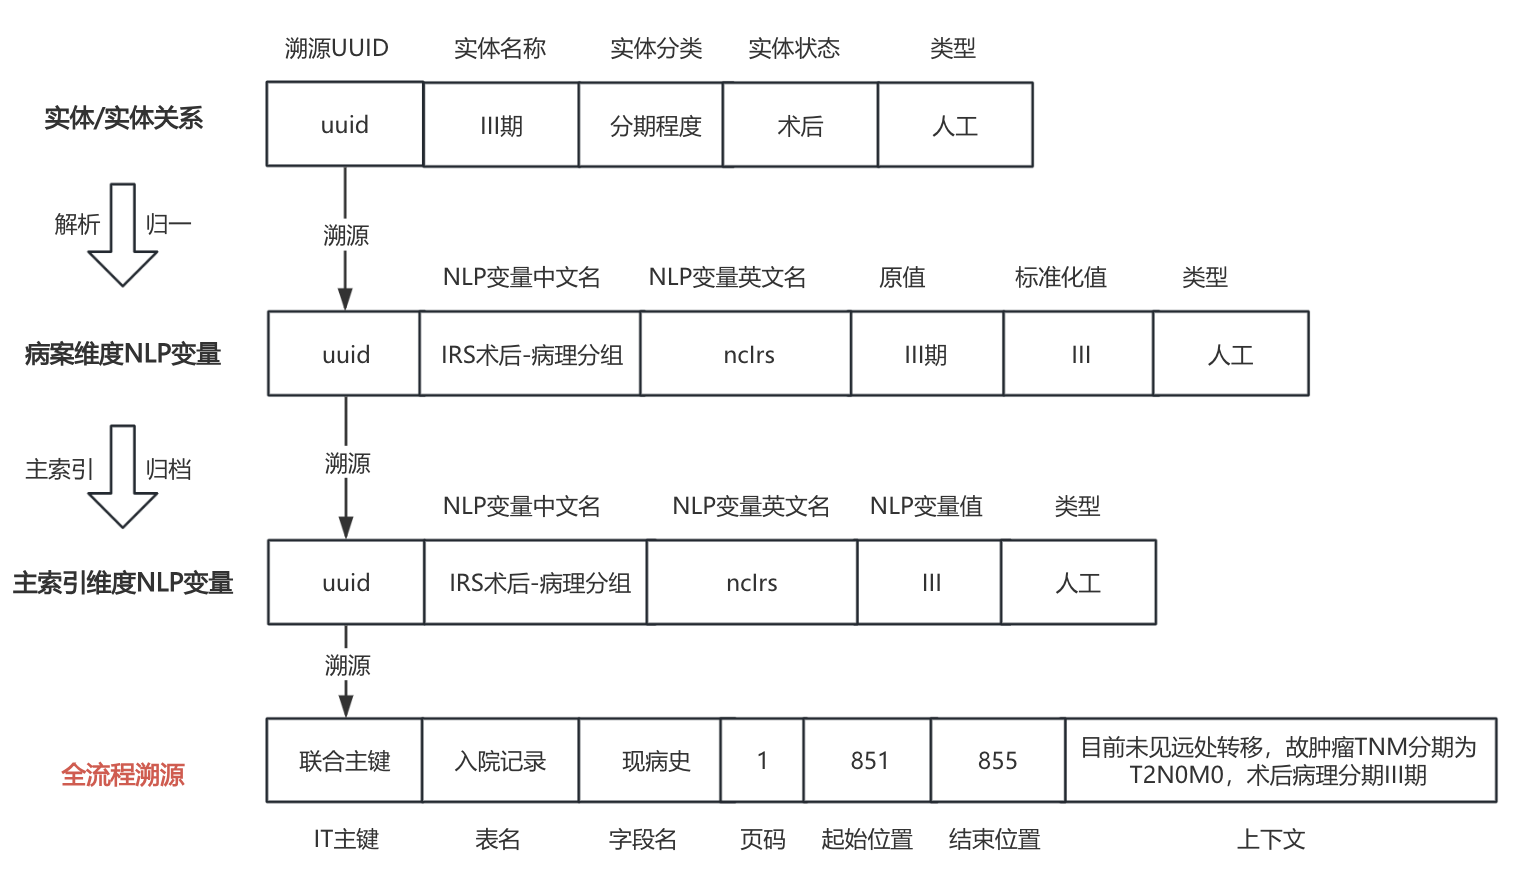 溯源UUID 实体名称 实体分类 实体状态 类型
实体/实体关系 uuid III期 分期程度 术后 人工
解析 归一
溯源
NLP变量中文名 NLP变量英文名 原值 标准化值 类型
病案维度NLP变量 uuid IRS术后-病理分组 ncIrs III期 III 人工
主索引 归档
溯源
NLP变量中文名 NLP变量英文名 NLP变量值 类型
主索引维度NLP变量 uuid IRS术后-病理分组 ncIrs III 人工
溯源
全流程溯源 联合主键 入院记录 现病史 1 851 855 目前未见远处转移，故肿瘤TNM分期为
T2N0M0，术后病理分期III期
IT主键 表名 字段名 页码 起始位置 结束位置 上下文